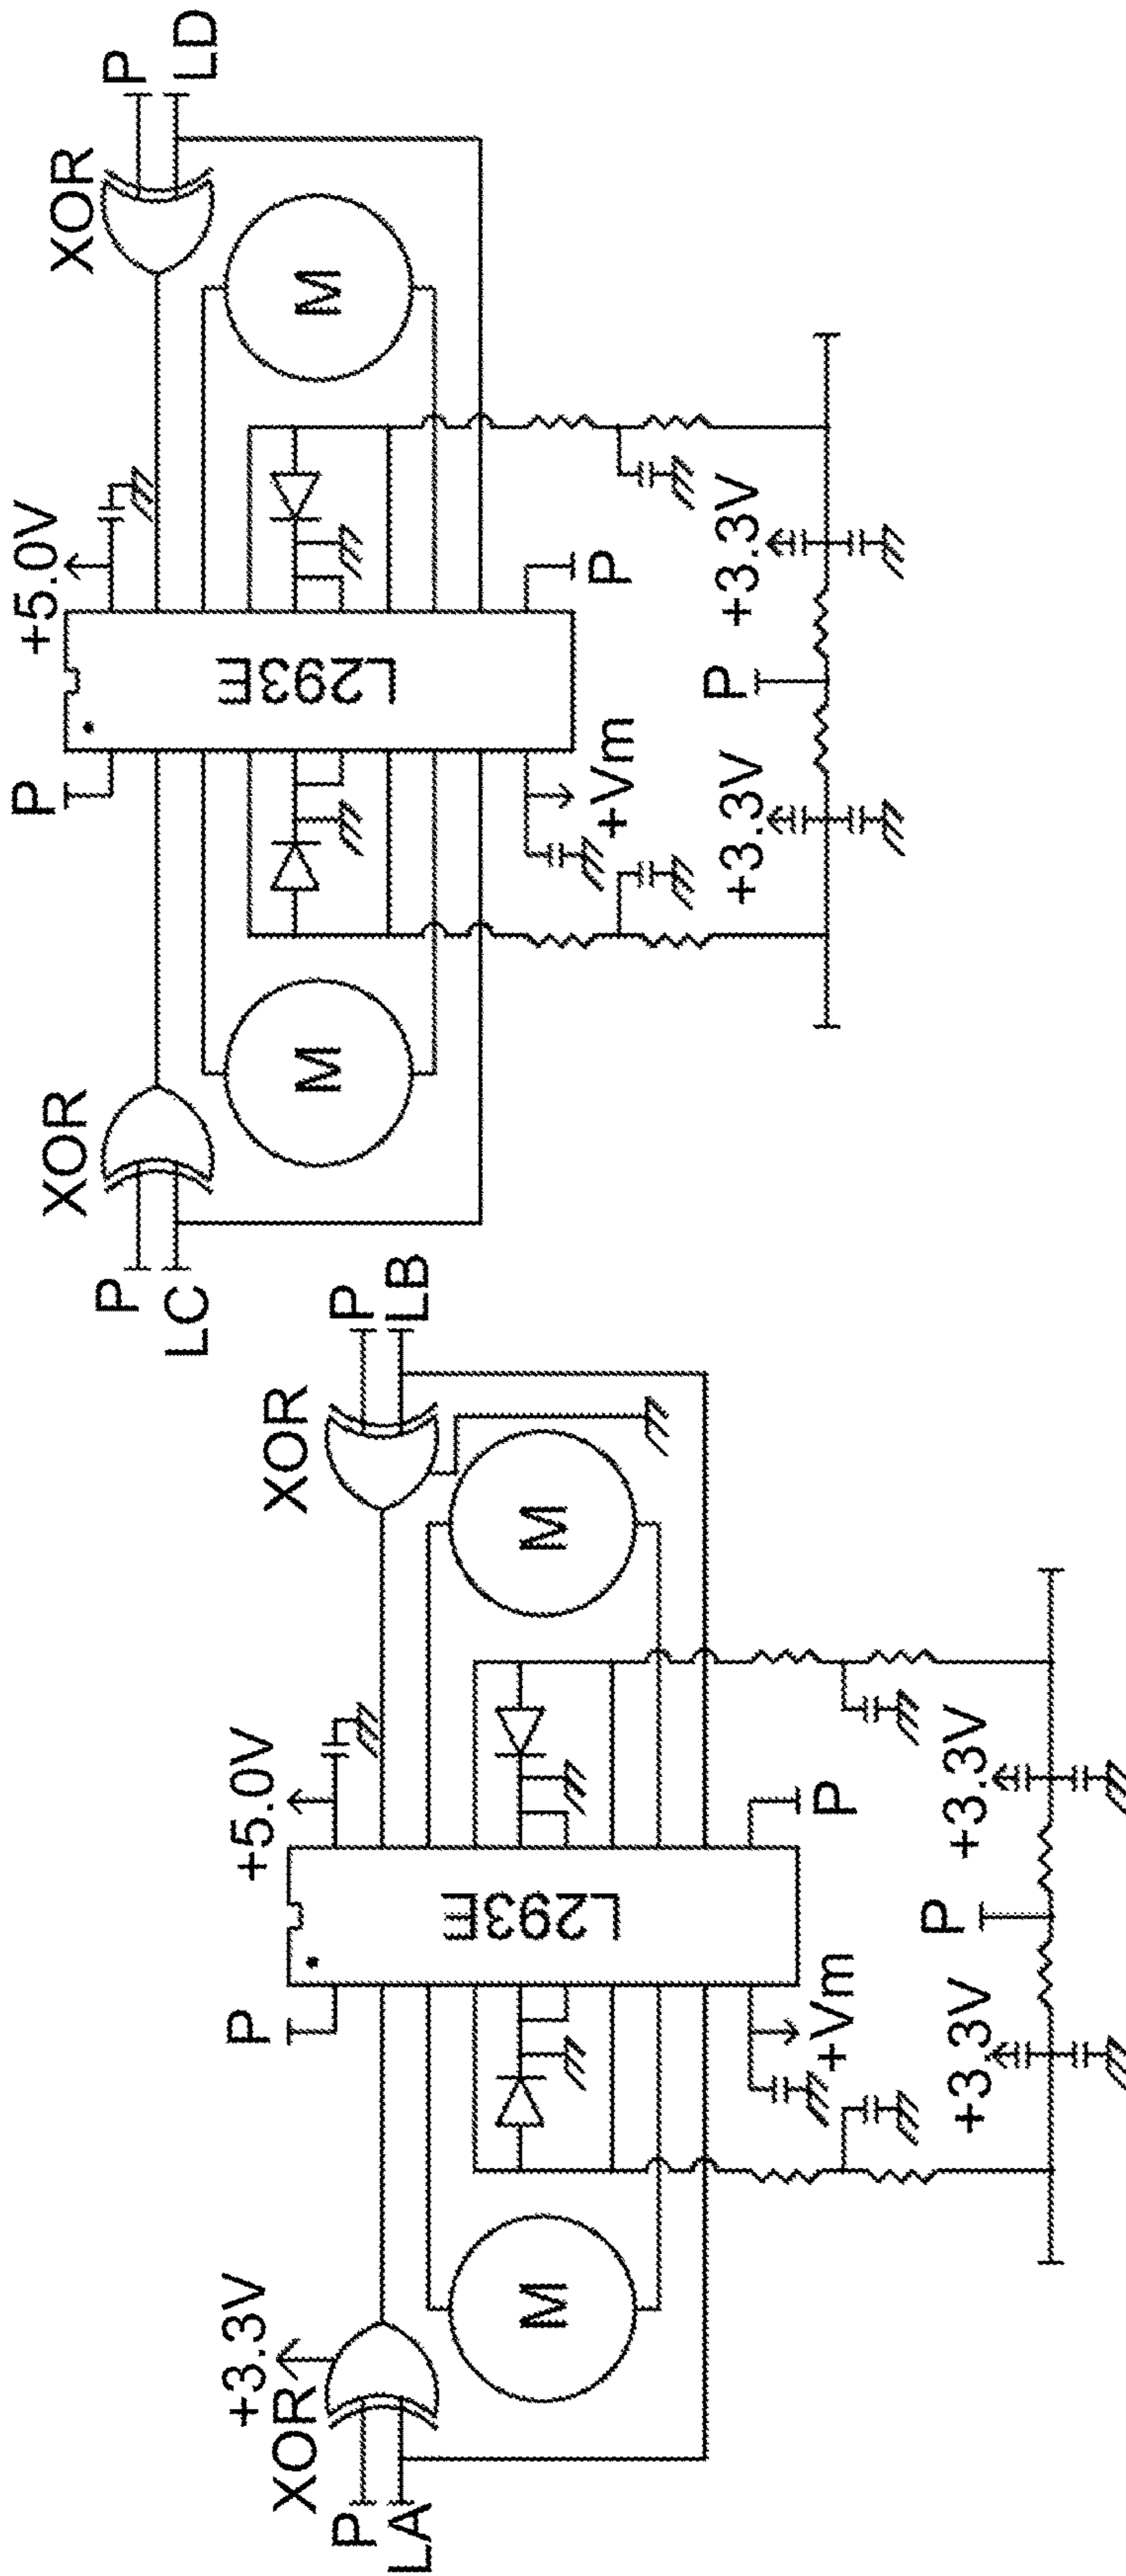 P
LD
XOR
M
+5.0V
P
L293E
P
+Vm
+3.3V
P
+3.3V
M
XOR
P
LC
P
LB
XOR
M
+5.0V
P
L293E
P
+Vm
+3.3V
P
+3.3V
M
+3.3V
XOR
P
LA